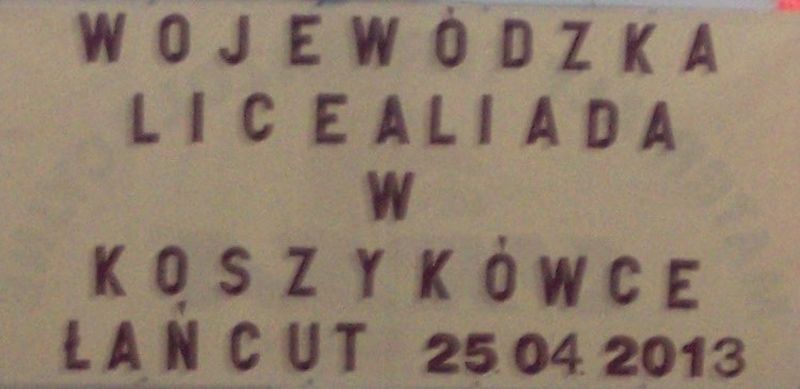 WOJEWÓDZKA
LICEALIADA
W
KOSZYKÓWCE
ŁAŃCUT 25.04.2013